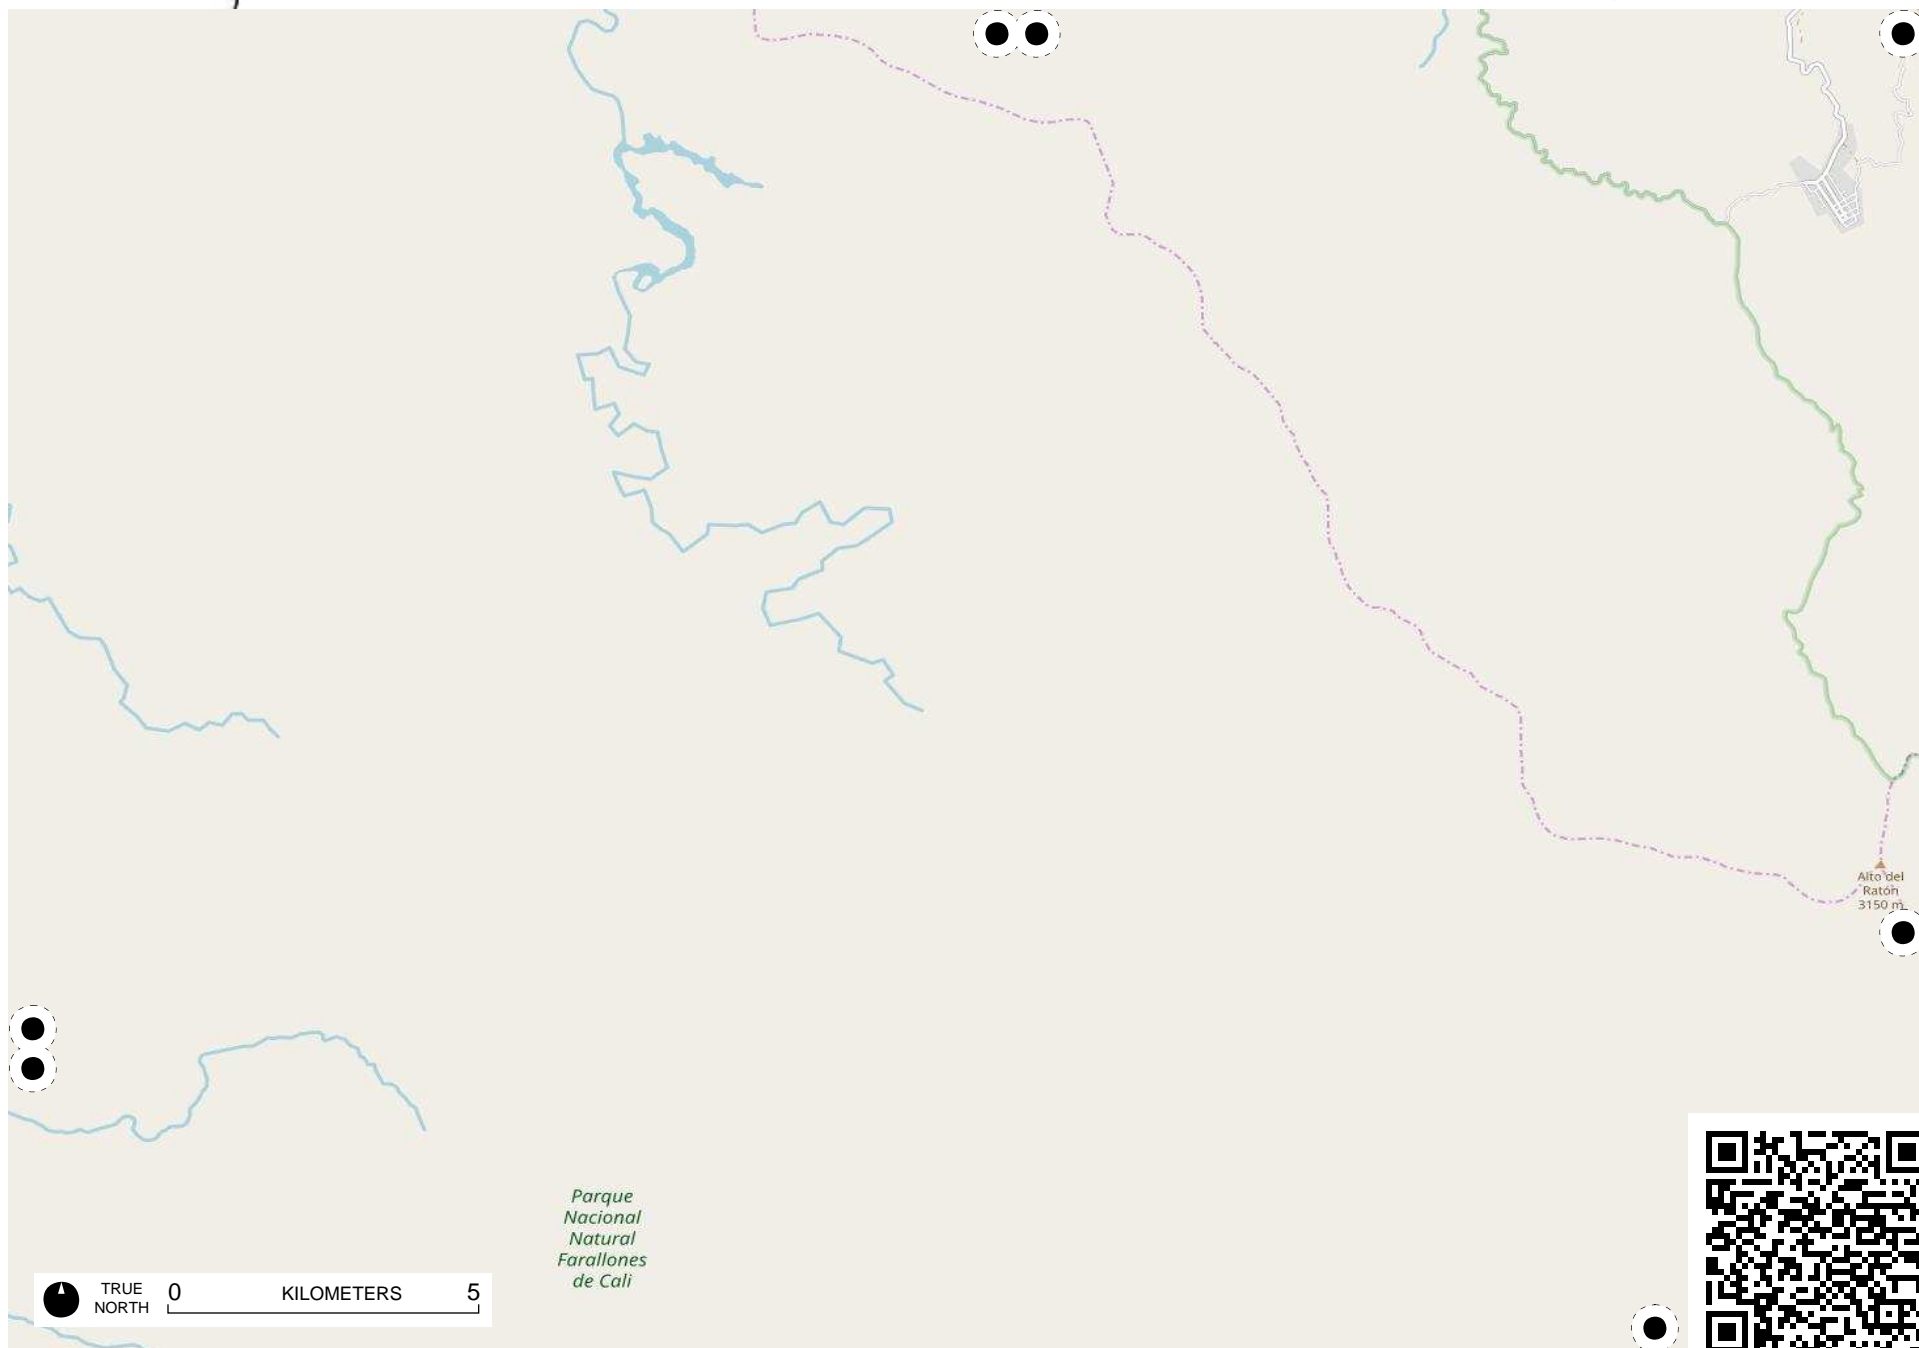 Alto del
Ratón
3150 m
Parque
Nacional
Natural
Farallones
de Cali
TRUE
NORTH
0 KILOMETERS 5